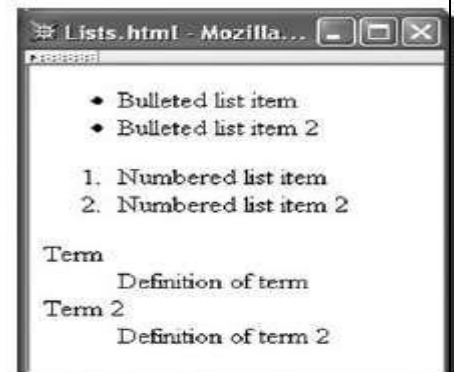 Lists.html - Mozilla...
• Bulleted list item
• Bulleted list item 2
1. Numbered list item
2. Numbered list item 2
Term
Definition of term
Term 2
Definition of term 2